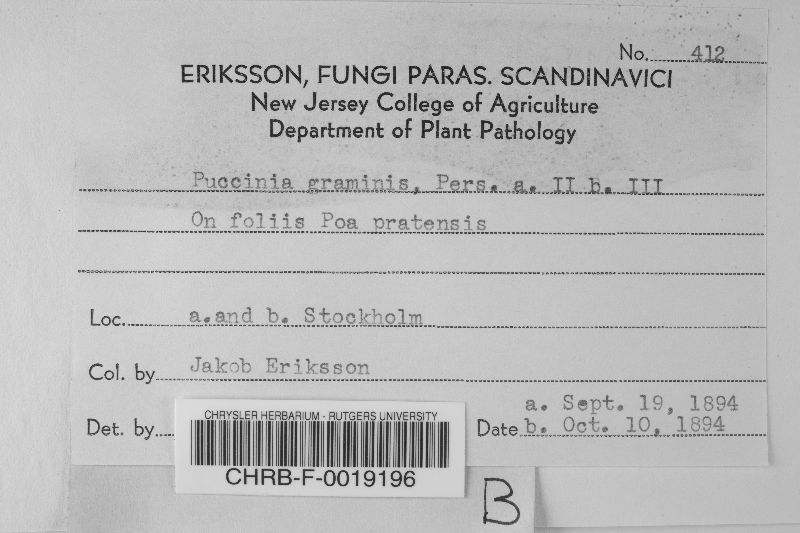 No. 412
ERIKSSON, FUNGI PARAS. SCANDINAVICI
New Jersey College of Agriculture
Department of Plant Pathology
Puccinia graminis, Pers. a. II b. III
On foliis Poa pratensis
Loc. a.and b. Stockholm
Col. by Jakob Eriksson
Det. by
Date a. Sept. 19, 1894
b. Oct. 10, 1894
CHRYSLER HERBARIUM - RUTGERS UNIVERSITY
CHRB-F-0019196
B